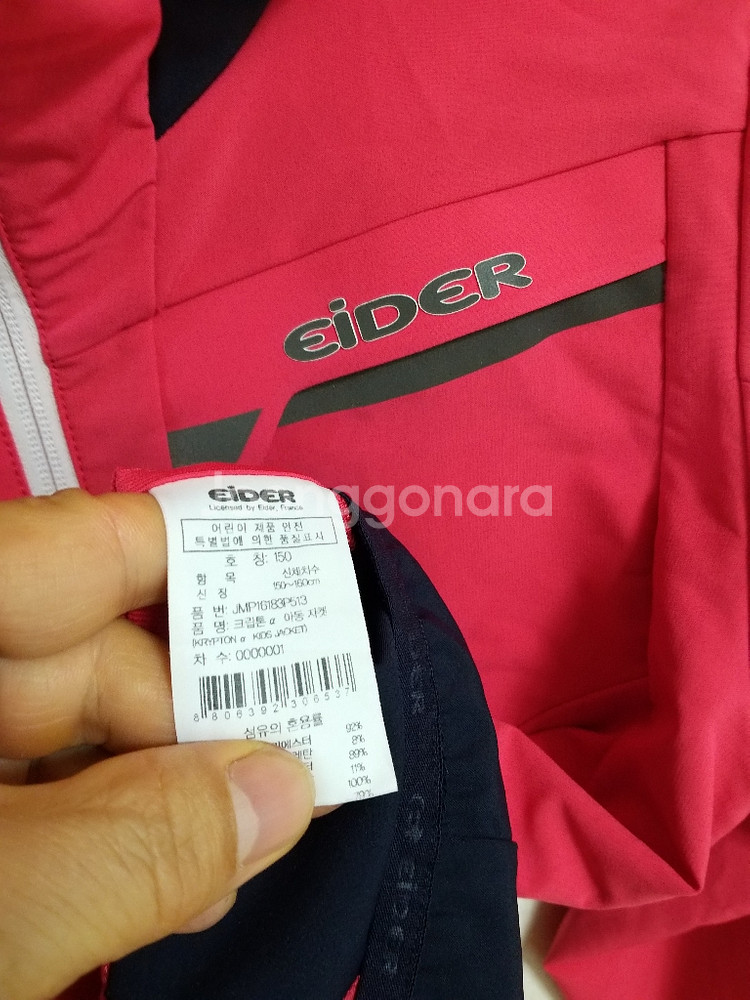 EiDER
EiDER
Licensed by Eider, France
어린이 제품 안전
특별법에 의한 품질표시
호 칭: 150
항 목 신체치수
신 장 150~160cm
품 번: JMP16183P513
품 명: 크립톤 α 아동 자켓
(KRYPTON α KIDS JACKET)
차 수: 0000001
8 806392 306537
섬유의 혼용률
92%
8%
89%
11%
100%